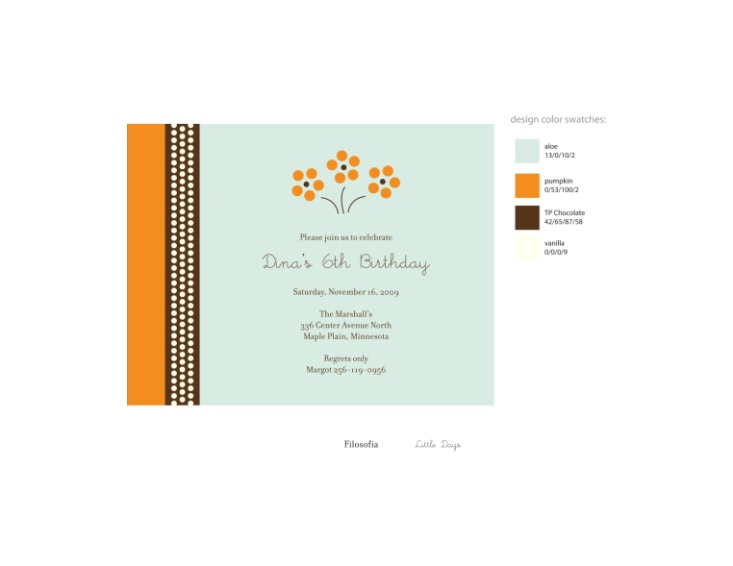 design color swatches:
aloe
13/0/10/2
pumpkin
0/53/100/2
TP Chocolate
42/65/87/58
vanilla
0/0/0/9
Please join us to celebrate
Dina's 6th Birthday
Saturday, November 16, 2009
The Marshall's
336 Center Avenue North
Maple Plain, Minnesota
Regrets only
Margot 256-119-0956
Filosofia
Little Days